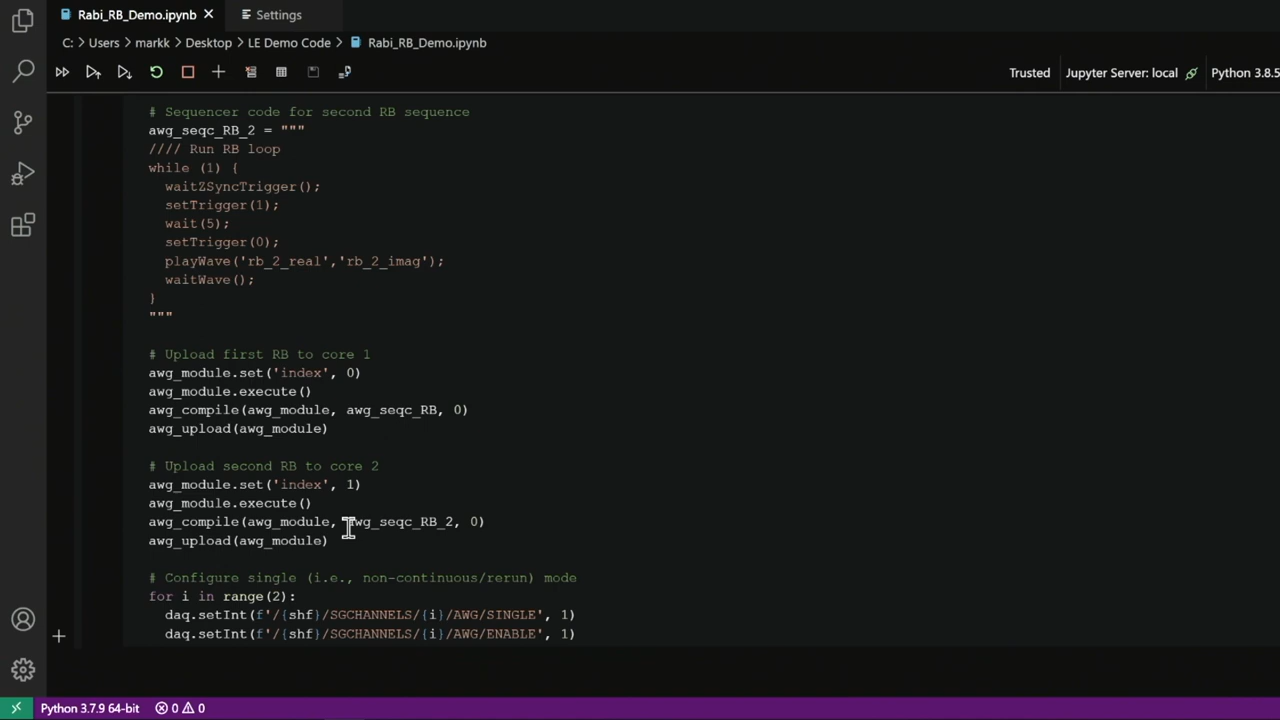 Rabi_RB_Demo.ipynb
Settings
C: > Users > markk > Desktop > LE Demo Code > Rabi_RB_Demo.ipynb
Trusted
Jupyter Server: local
Python 3.8.5
# Sequencer code for second RB sequence
awg_seqc_RB_2 = """
//// Run RB loop
while (1) {
  waitZSyncTrigger();
  setTrigger(1);
  wait(5);
  setTrigger(0);
  playWave('rb_2_real','rb_2_imag');
  waitWave();
}
"""
# Upload first RB to core 1
awg_module.set('index', 0)
awg_module.execute()
awg_compile(awg_module, awg_seqc_RB, 0)
awg_upload(awg_module)
# Upload second RB to core 2
awg_module.set('index', 1)
awg_module.execute()
awg_compile(awg_module, awg_seqc_RB_2, 0)
awg_upload(awg_module)
# Configure single (i.e., non-continuous/rerun) mode
for i in range(2):
  daq.setInt(f'/{shf}/SGCHANNELS/{i}/AWG/SINGLE', 1)
  daq.setInt(f'/{shf}/SGCHANNELS/{i}/AWG/ENABLE', 1)
Python 3.7.9 64-bit
0
0